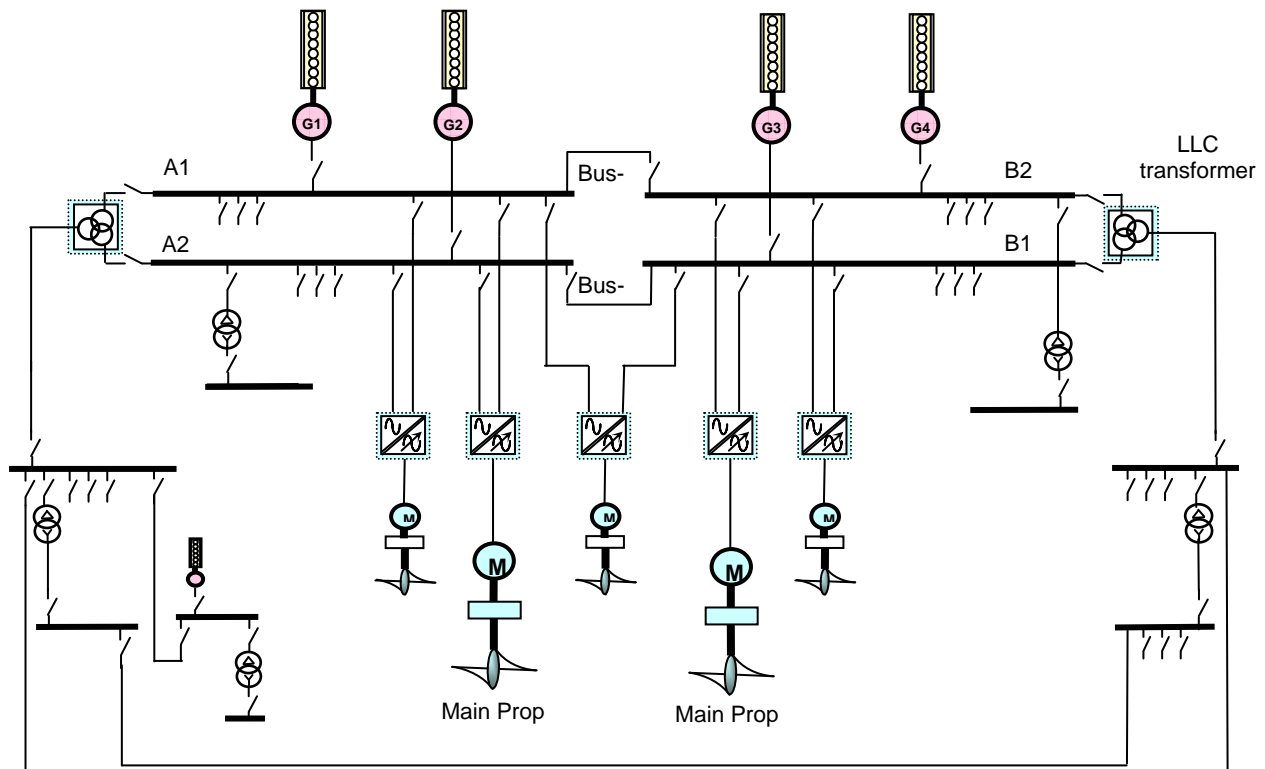 G1
G2
G3
G4
A1
Bus-
B2
LLC
transformer
A2
B1
Bus-
M
M
M
M
M
Main Prop
Main Prop